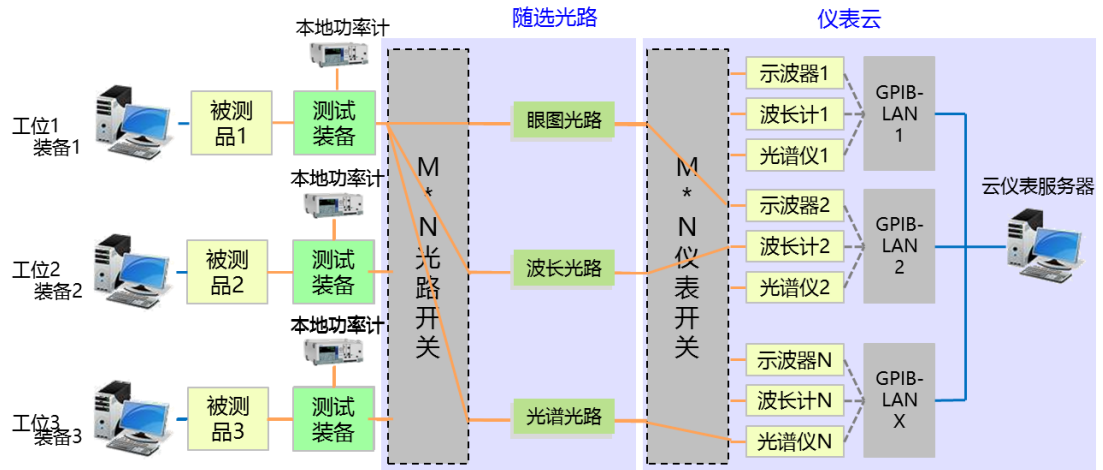 随选光路
仪表云
本地功率计
工位1
装备1
被测
品1
测试
装备
眼图光路
示波器1
波长计1
光谱仪1
GPIB-
LAN
1
本地功率计
工位2
装备2
被测
品2
测试
装备
M
*
N
光
路
开
关
波长光路
M
*
N
仪
表
开
关
示波器2
波长计2
光谱仪2
GPIB-
LAN
2
云仪表服务器
本地功率计
工位3
装备3
被测
品3
测试
装备
光谱光路
示波器N
波长计N
光谱仪N
GPIB-
LAN
X